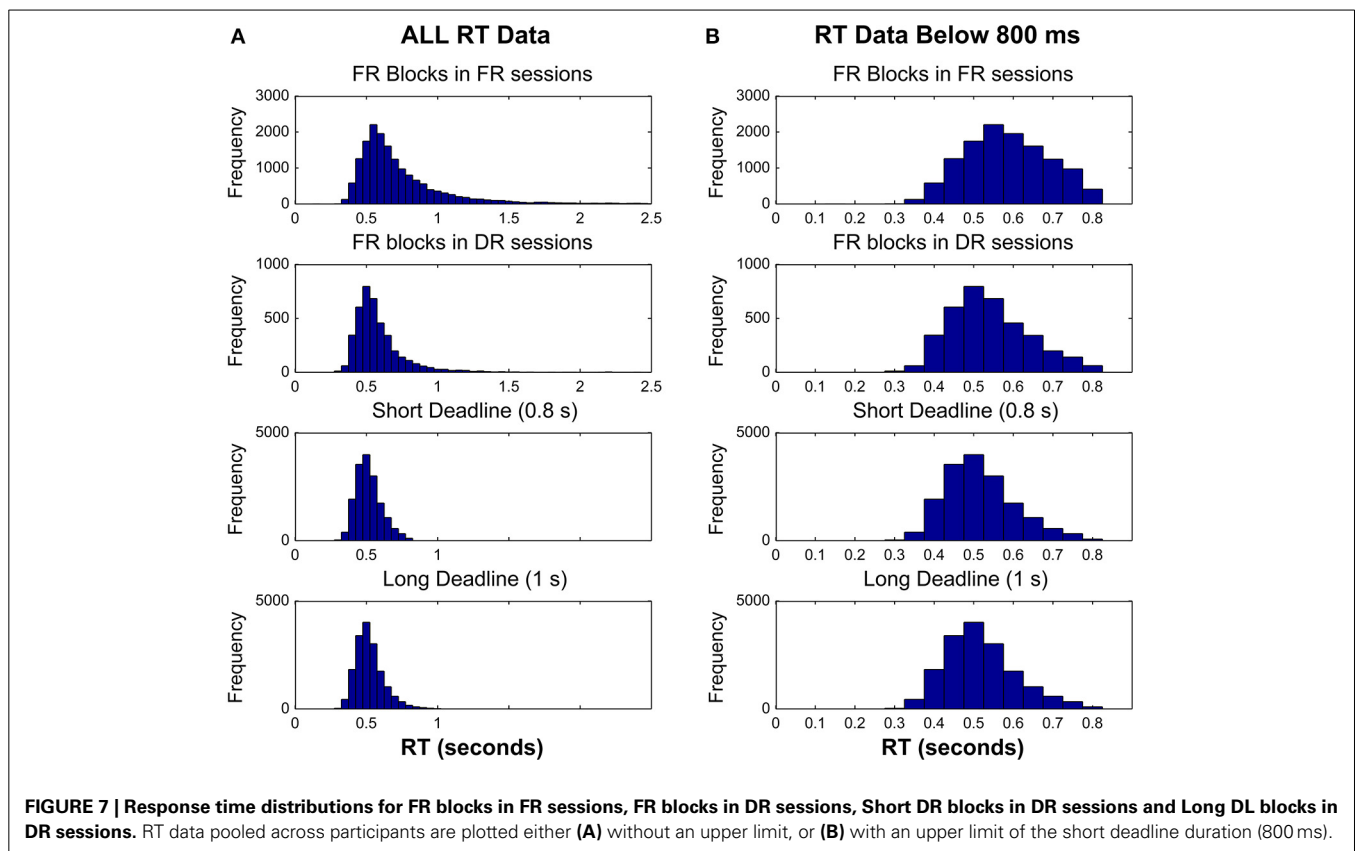 A ALL RT Data
FR Blocks in FR sessions
Frequency
3000
2000
1000
0
0 0.5 1 1.5 2 2.5
FR blocks in DR sessions
Frequency
1000
500
0
0 0.5 1 1.5 2 2.5
Short Deadline (0.8 s)
Frequency
5000
0
0 0.5 1
Long Deadline (1 s)
Frequency
5000
0
0 0.5 1
RT (seconds)
B RT Data Below 800 ms
FR Blocks in FR sessions
Frequency
3000
2000
1000
0
0 0.1 0.2 0.3 0.4 0.5 0.6 0.7 0.8
FR blocks in DR sessions
Frequency
1000
500
0
0 0.1 0.2 0.3 0.4 0.5 0.6 0.7 0.8
Short Deadline (0.8 s)
Frequency
5000
0
0 0.1 0.2 0.3 0.4 0.5 0.6 0.7 0.8
Long Deadline (1 s)
Frequency
5000
0
0 0.1 0.2 0.3 0.4 0.5 0.6 0.7 0.8
RT (seconds)
FIGURE 7 | Response time distributions for FR blocks in FR sessions, FR blocks in DR sessions, Short DR blocks in DR sessions and Long DL blocks in
DR sessions. RT data pooled across participants are plotted either (A) without an upper limit, or (B) with an upper limit of the short deadline duration (800 ms).